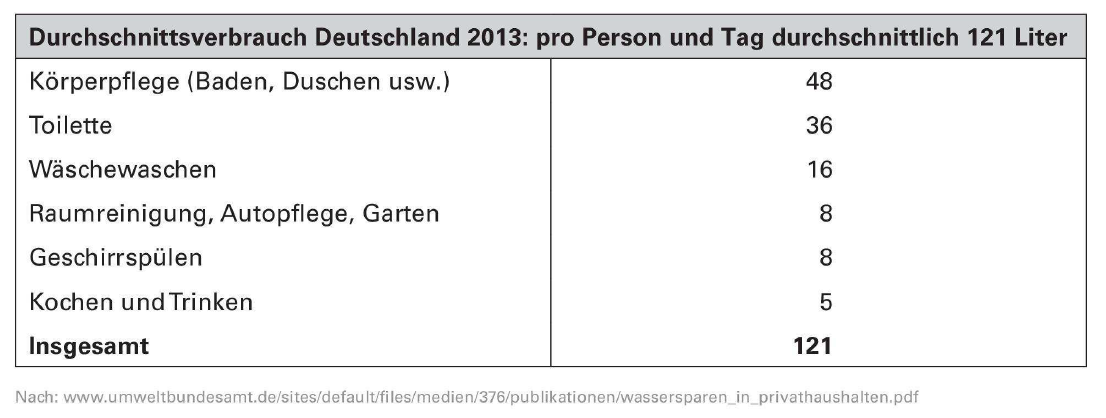 Durchschnittsverbrauch Deutschland 2013: pro Person und Tag durchschnittlich 121 Liter
Körperpflege (Baden, Duschen usw.) 48
Toilette 36
Wäschewaschen 16
Raumreinigung, Autopflege, Garten 8
Geschirrspülen 8
Kochen und Trinken 5
Insgesamt 121
Nach: www.umweltbundesamt.de/sites/default/files/medien/376/publikationen/wassersparen_in_privathaushalten.pdf